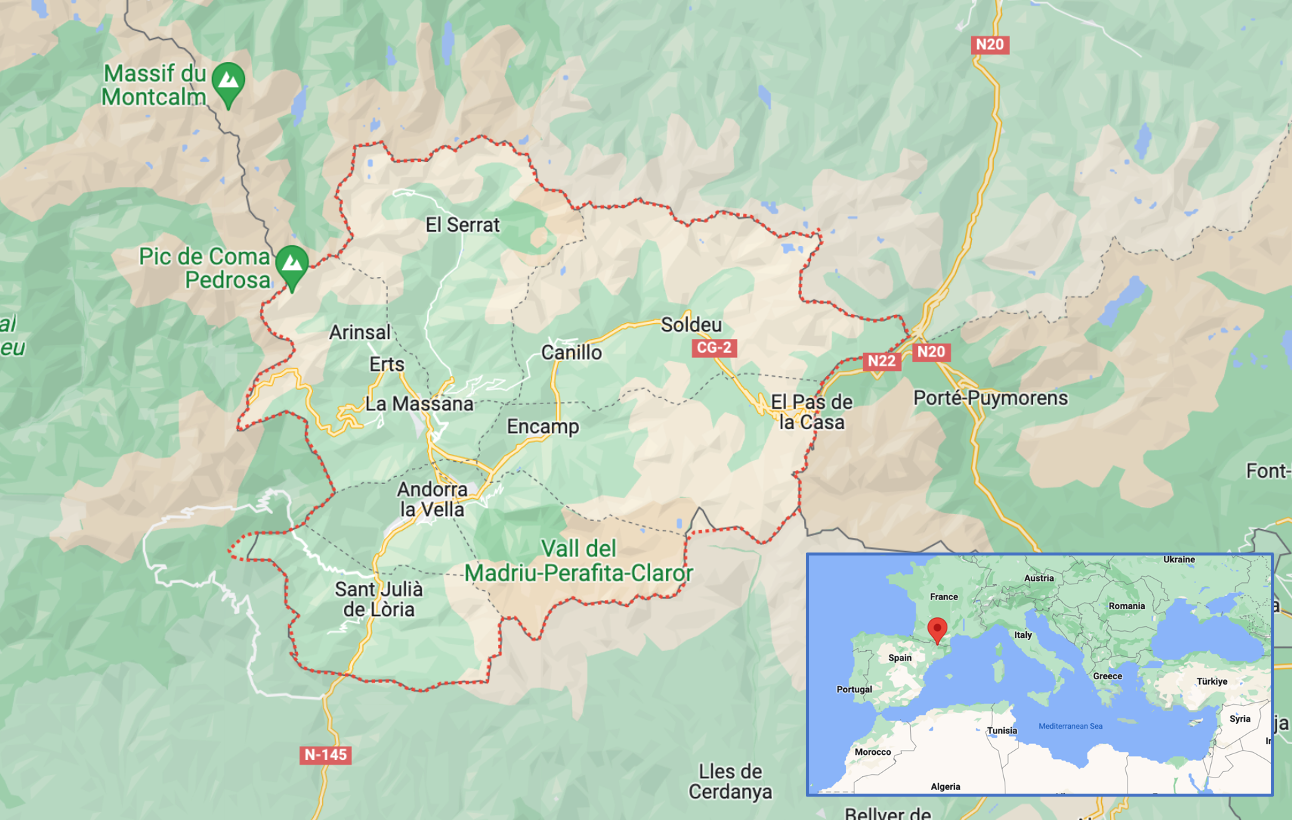 N20
Massif du
Montcalm
El Serrat
Pic de Coma
Pedrosa
al
eu
Arinsal
Soldeu
CG-2
Canillo
N22
N20
Erts
La Massana
El Pas de
la Casa
Porté-Puymorens
Encamp
Font-
Andorra
la Vella
Vall del
Madriu-Perafita-Claror
Sant Julià
de Lòria
N-145
Lles de
Cerdanya
Bellver de
ja
Ukraine
Austria
France
Romania
Italy
Spain
Greece
Türkiye
Portugal
Syria
Mediterranean Sea
Tunisia
Morocco
Algeria